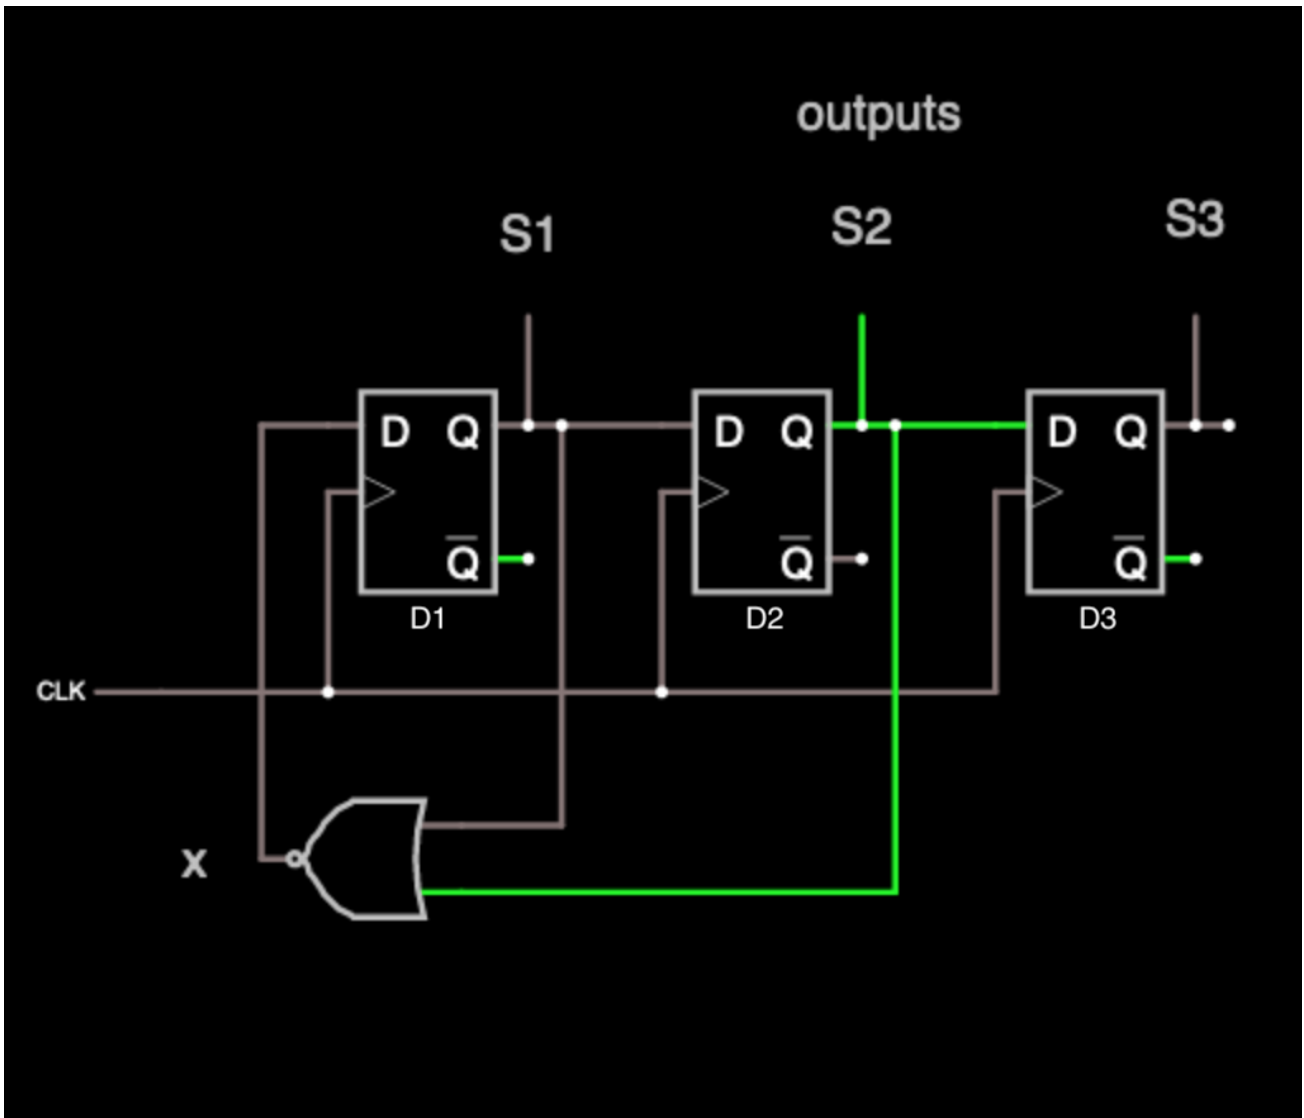 outputs
S1 S2 S3
D Q D Q D Q
Q̅ Q̅ Q̅
D1 D2 D3
CLK
X